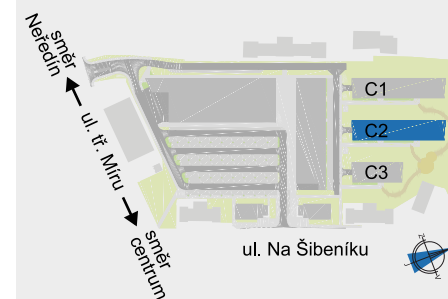 směr
Neředín
ul. tř. Míru
směr
centrum
C1
C2
C3
ul. Na Šibeníku